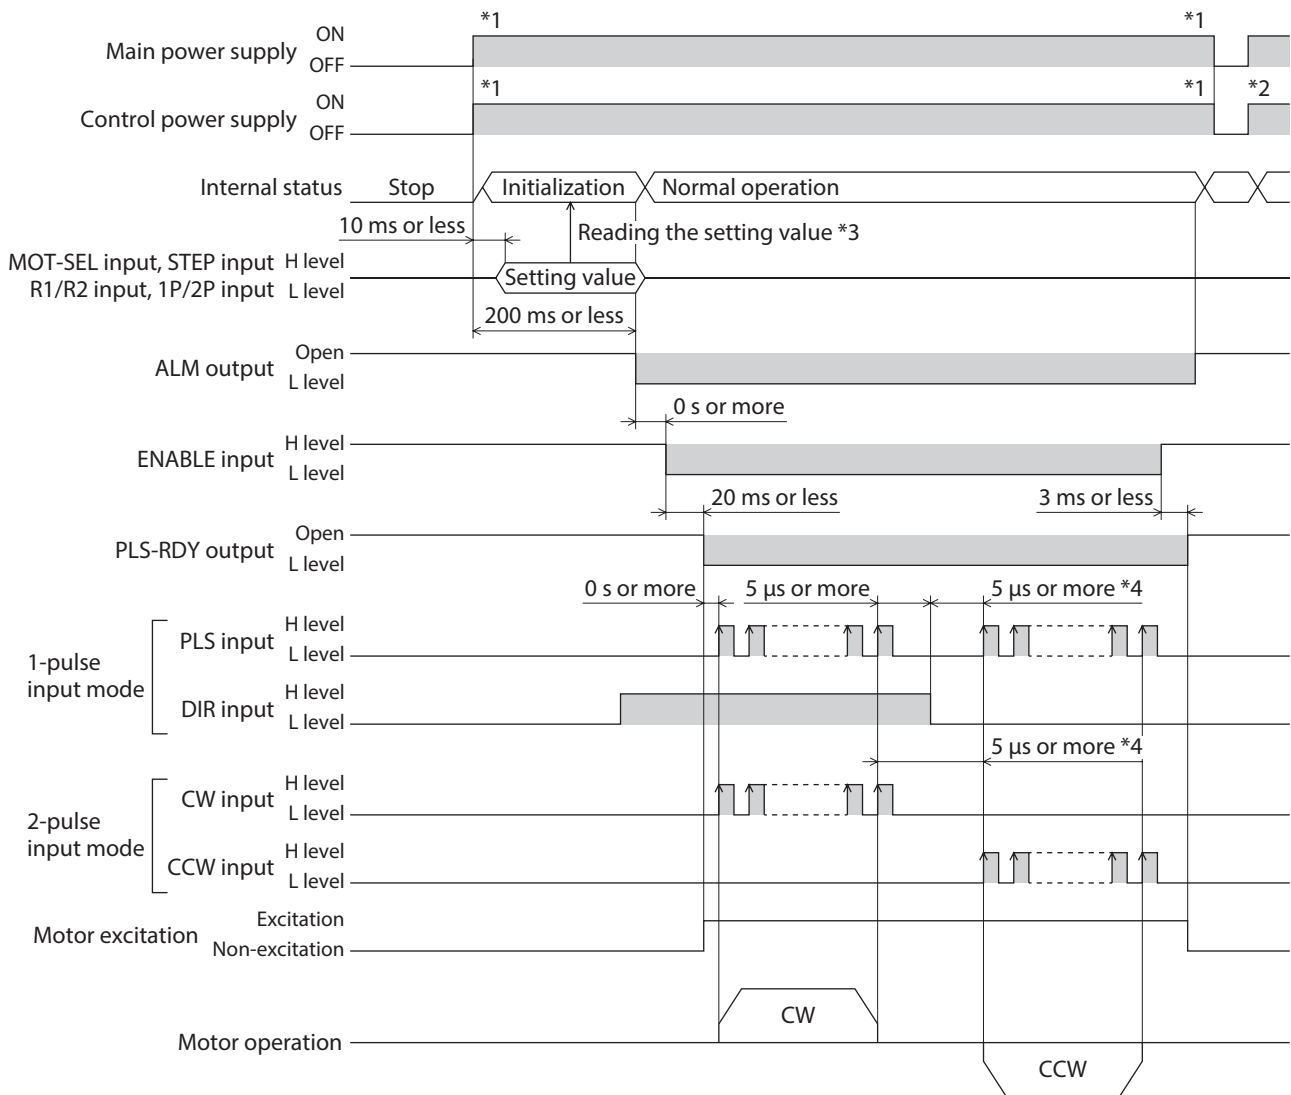 *1 *1
Main power supply ON
OFF
*1 *1 *2
Control power supply ON
OFF
Internal status Stop Initialization Normal operation
10 ms or less Reading the setting value *3
MOT-SEL input, STEP input H level
R1/R2 input, 1P/2P input L level
Setting value
200 ms or less
ALM output Open
L level
0 s or more
ENABLE input H level
L level
20 ms or less 3 ms or less
PLS-RDY output Open
L level
0 s or more 5 µs or more 5 µs or more *4
1-pulse
input mode
PLS input H level
L level
DIR input H level
L level
5 µs or more *4
2-pulse
input mode
CW input H level
L level
CCW input H level
L level
Motor excitation Excitation
Non-excitation
CW
Motor operation
CCW